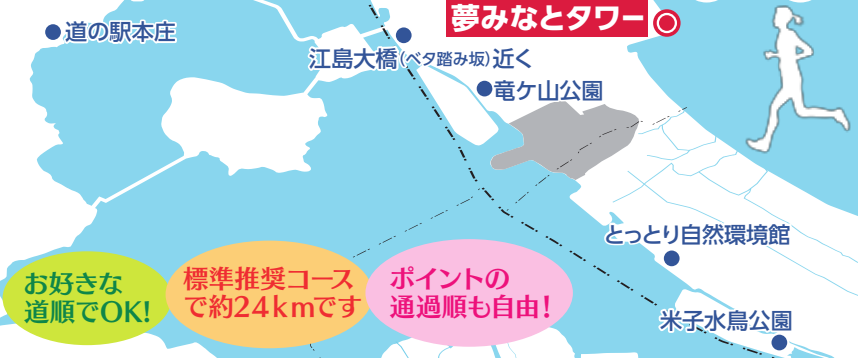 夢みなとタワー
道の駅本庄
江島大橋(ベタ踏み坂)近く
竜ケ山公園
とっとり自然環境館
米子水鳥公園
お好きな
道順でOK!
標準推奨コース
で約24kmです
ポイントの
通過順も自由!